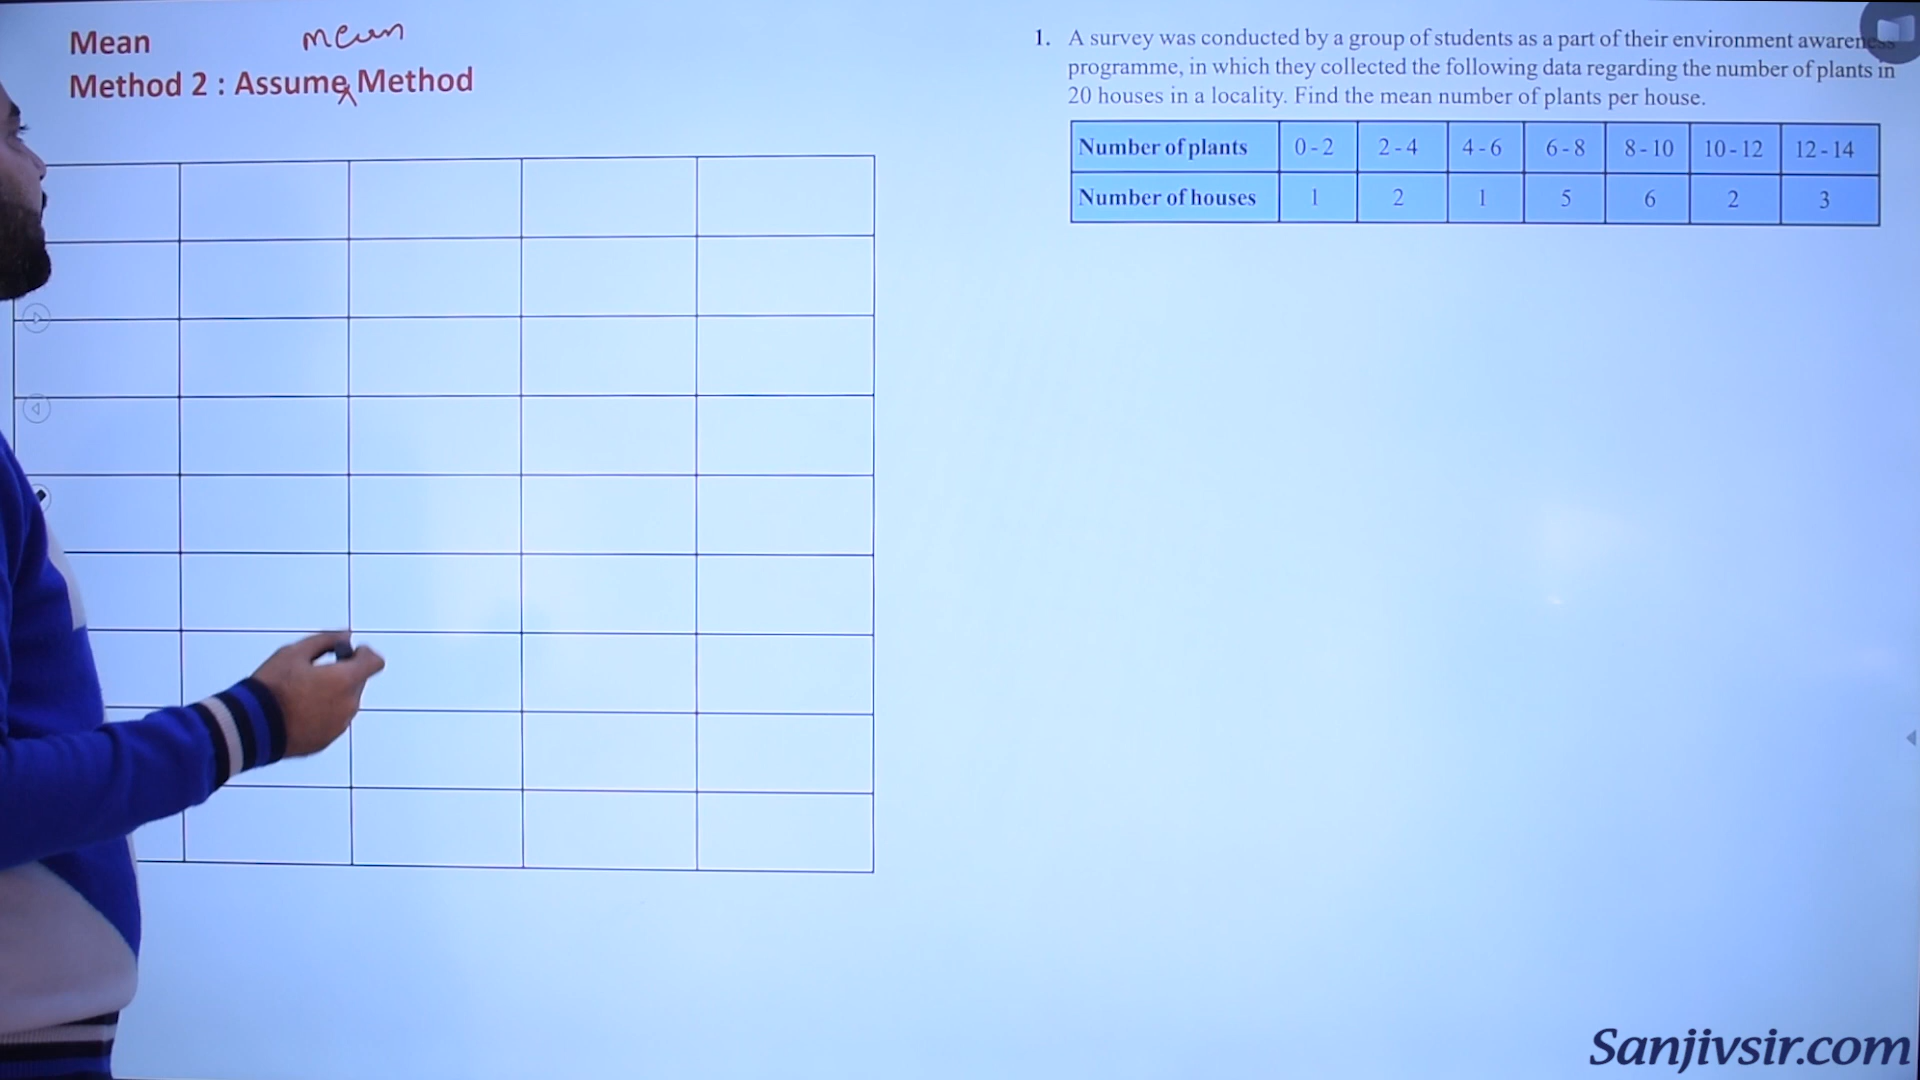 Mean
mean
Method 2 : Assume Method
1. A survey was conducted by a group of students as a part of their environment awareness
programme, in which they collected the following data regarding the number of plants in
20 houses in a locality. Find the mean number of plants per house.
Number of plants 0 - 2 2 - 4 4 - 6 6 - 8 8 - 10 10 - 12 12 - 14
Number of houses 1 2 1 5 6 2 3
Sanjivsir.com